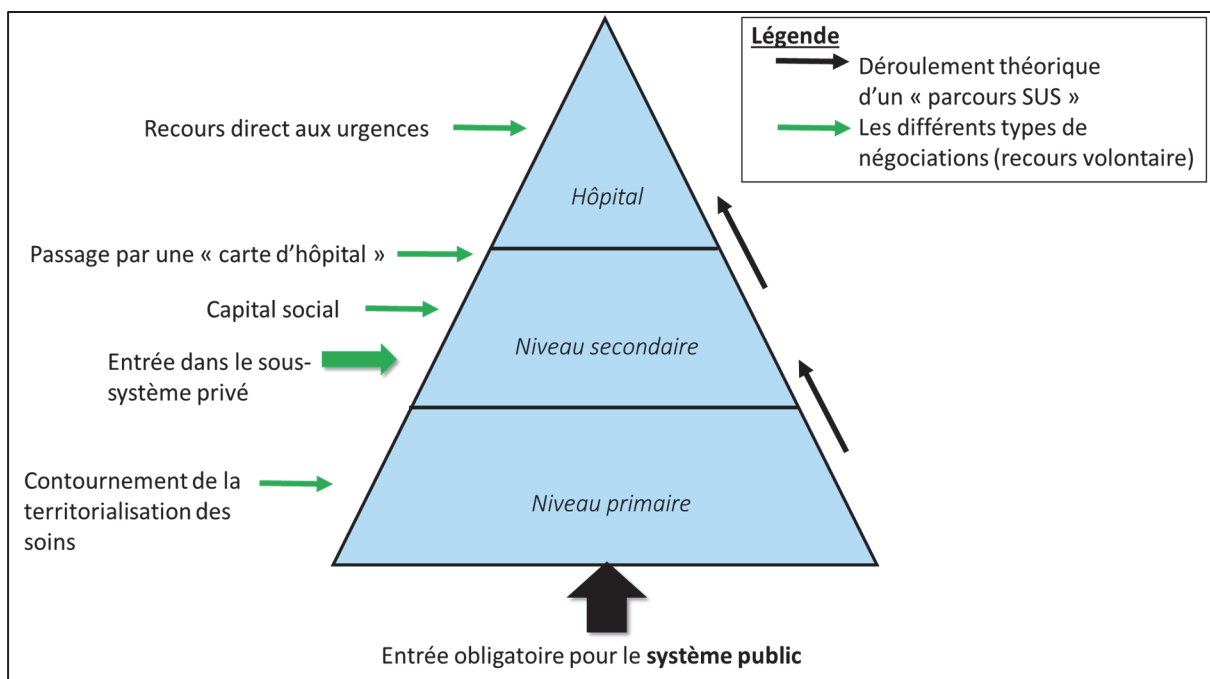 Légende
Déroulement théorique
d'un « parcours SUS »
Les différents types de
négociations (recours volontaire)
Recours direct aux urgences
Hôpital
Passage par une « carte d'hôpital »
Capital social
Niveau secondaire
Entrée dans le sous-
système privé
Contournement de la
territorialisation des
soins
Niveau primaire
Entrée obligatoire pour le système public